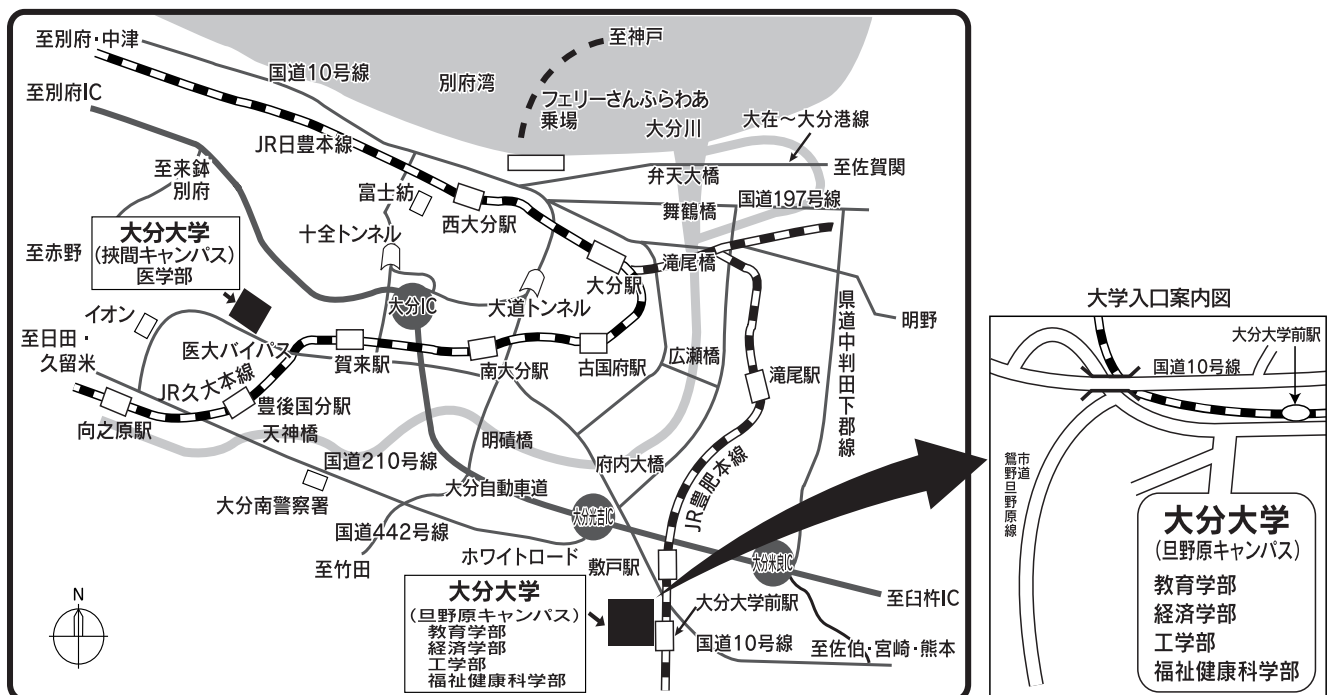 至別府・中津
国道10号線
至神戸
別府湾
至別府IC
フェリーさんふらわあ
乗場
大分川
大在～大分港線
JR日豊本線
至佐賀関
弁天大橋
至来鉢
別府
富士紡
西大分駅
国道197号線
舞鶴橋
大分大学
(挾間キャンパス)
医学部
至赤野
十全トンネル
大分駅
滝尾橋
大分IC
大道トンネル
イオン
明野
県道中判田下郡線
至日田・
久留米
医大バイパス
賀来駅
南大分駅
古国府駅
広瀬橋
滝尾駅
JR久大本線
豊後国分駅
向之原駅
天神橋
明磧橋
国道210号線
府内大橋
JR豊肥本線
大分自動車道
大分南警察署
大分光吉IC
国道442号線
ホワイトロード
敷戸駅
大分米良IC
至竹田
大分大学
(旦野原キャンパス)
教育学部
経済学部
工学部
福祉健康科学部
大分大学前駅
至臼杵IC
国道10号線
至佐伯・宮崎・熊本
N
大学入口案内図
大分大学前駅
国道10号線
市道
鴛野旦野原線
大分大学
(旦野原キャンパス)
教育学部
経済学部
工学部
福祉健康科学部